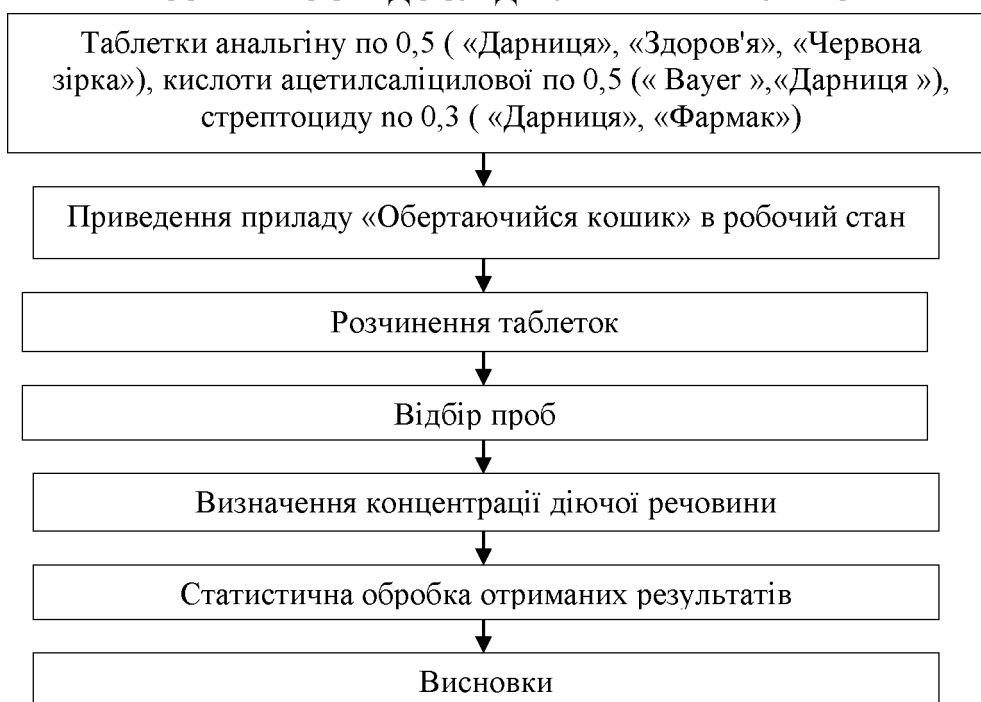 Таблетки анальгіну по 0,5 ( «Дарниця», «Здоров'я», «Червона
зірка»), кислоти ацетилсаліцилової по 0,5 (« Bayer »,«Дарниця »),
стрептоциду по 0,3 ( «Дарниця», «Фармак»)
Приведення приладу «Обертаючийся кошик» в робочий стан
Розчинення таблеток
Відбір проб
Визначення концентрації діючої речовини
Статистична обробка отриманих результатів
Висновки